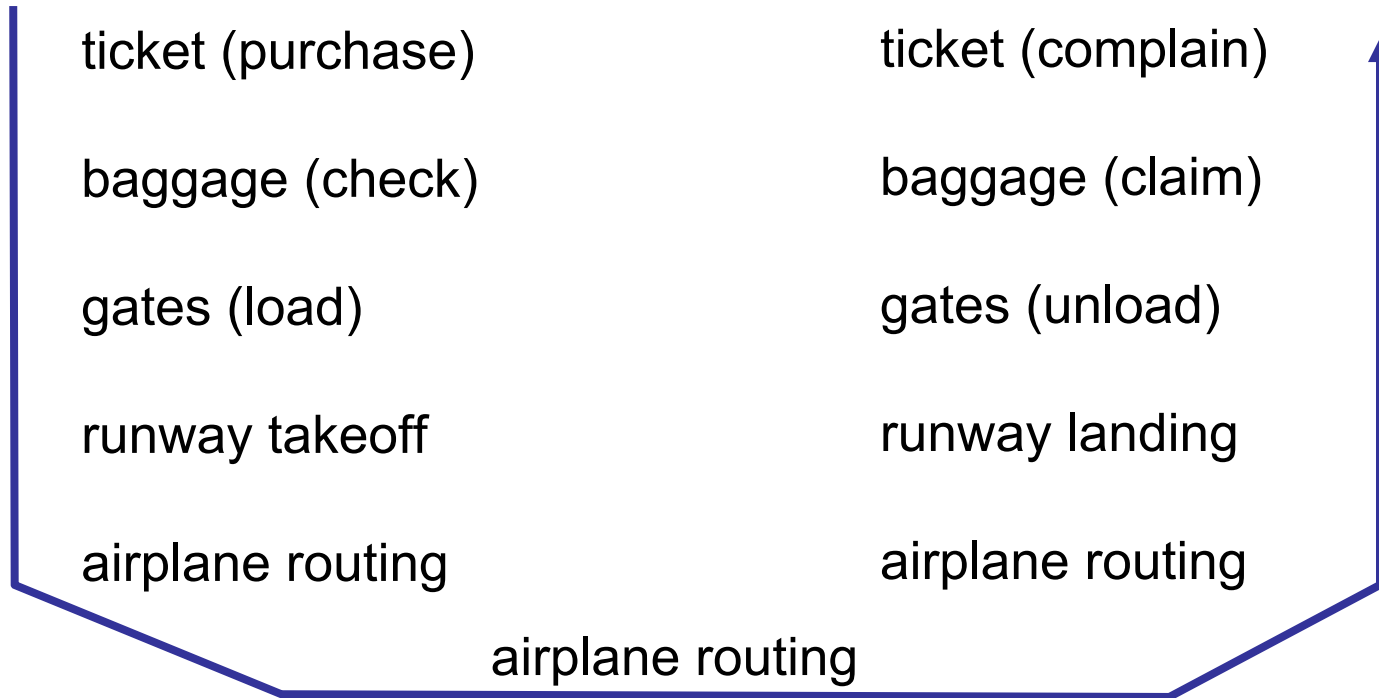 ticket (purchase)
baggage (check)
gates (load)
runway takeoff
airplane routing
airplane routing
ticket (complain)
baggage (claim)
gates (unload)
runway landing
airplane routing